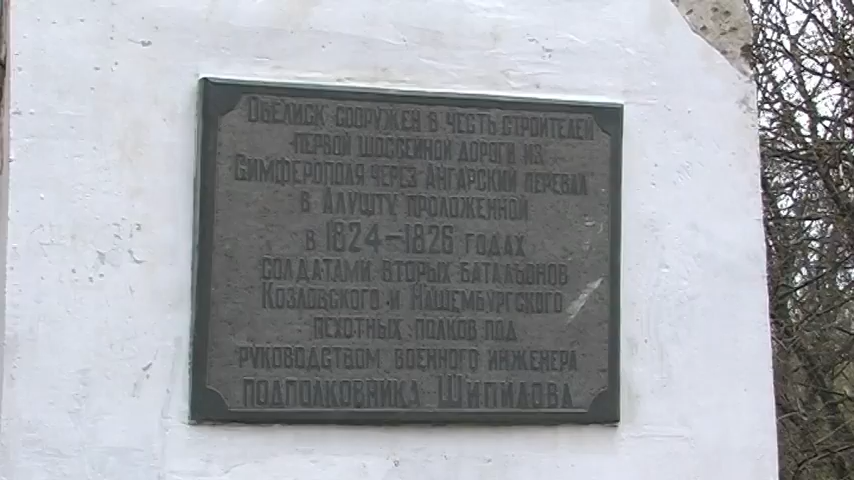 Обелиск сооружен в честь строителей
первой шоссейной дороги из
Симферополя через Ангарский перевал
в Алушту, проложенной
в 1824–1826 годах
солдатами вторых батальонов
Козловского и Нашембургского
пехотных полков под
руководством военного инженера
подполковника Шипилова